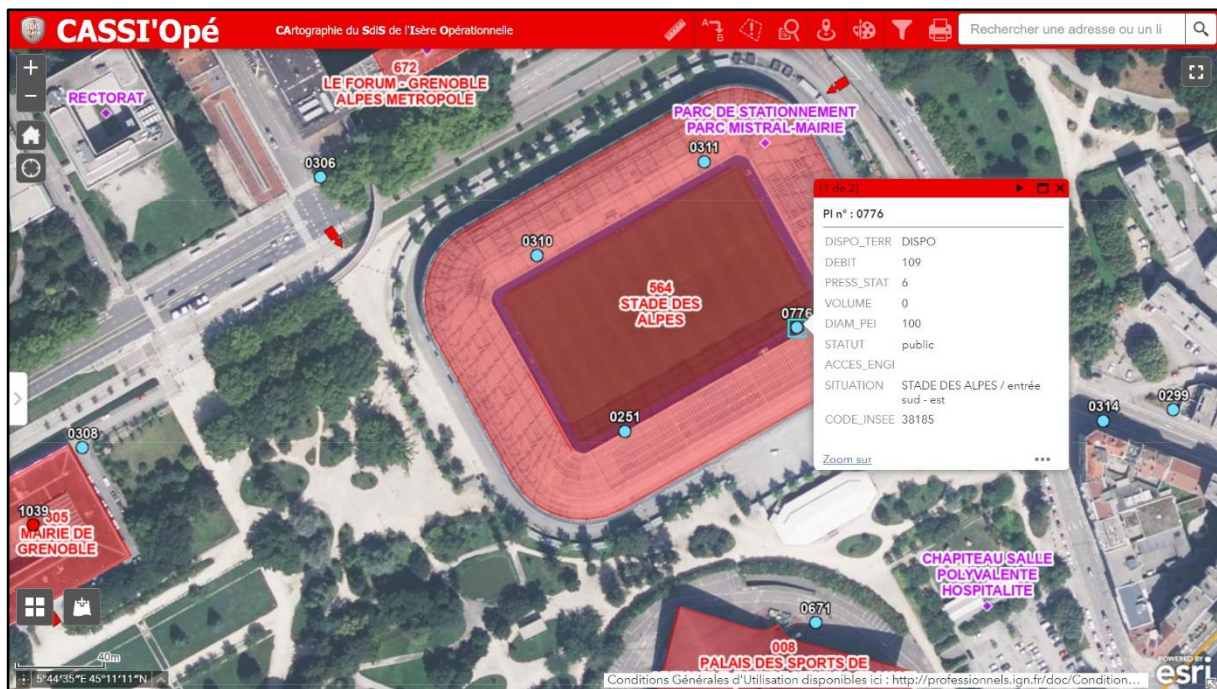 SDIS Isère
CASSI'Opé
CArtographie du SdiS de l'Isère Opérationnelle
A
B
Rechercher une adresse ou un li
+
−
672
LE FORUM - GRENOBLE
ALPES METROPOLE
RECTORAT
PARC DE STATIONNEMENT
PARC MISTRAL-MAIRIE
0306
0311
0310
564
STADE DES
ALPES
0776
0251
(1 de 2)
PI n° : 0776
DISPO_TERR DISPO
DEBIT 109
PRESS_STAT 6
VOLUME 0
DIAM_PEI 100
STATUT public
ACCES_ENGI
SITUATION STADE DES ALPES / entrée
sud - est
CODE_INSEE 38185
Zoom sur
0314
0299
0308
1039
305
MAIRIE DE
GRENOBLE
CHAPITEAU SALLE
POLYVALENTE
HOSPITALITE
0671
008
PALAIS DES SPORTS DE
40m
5°44'35"E 45°11'11"N
Conditions Générales d'Utilisation disponibles ici : http://professionnels.ign.fr/doc/Condition...
POWERED BY
esri